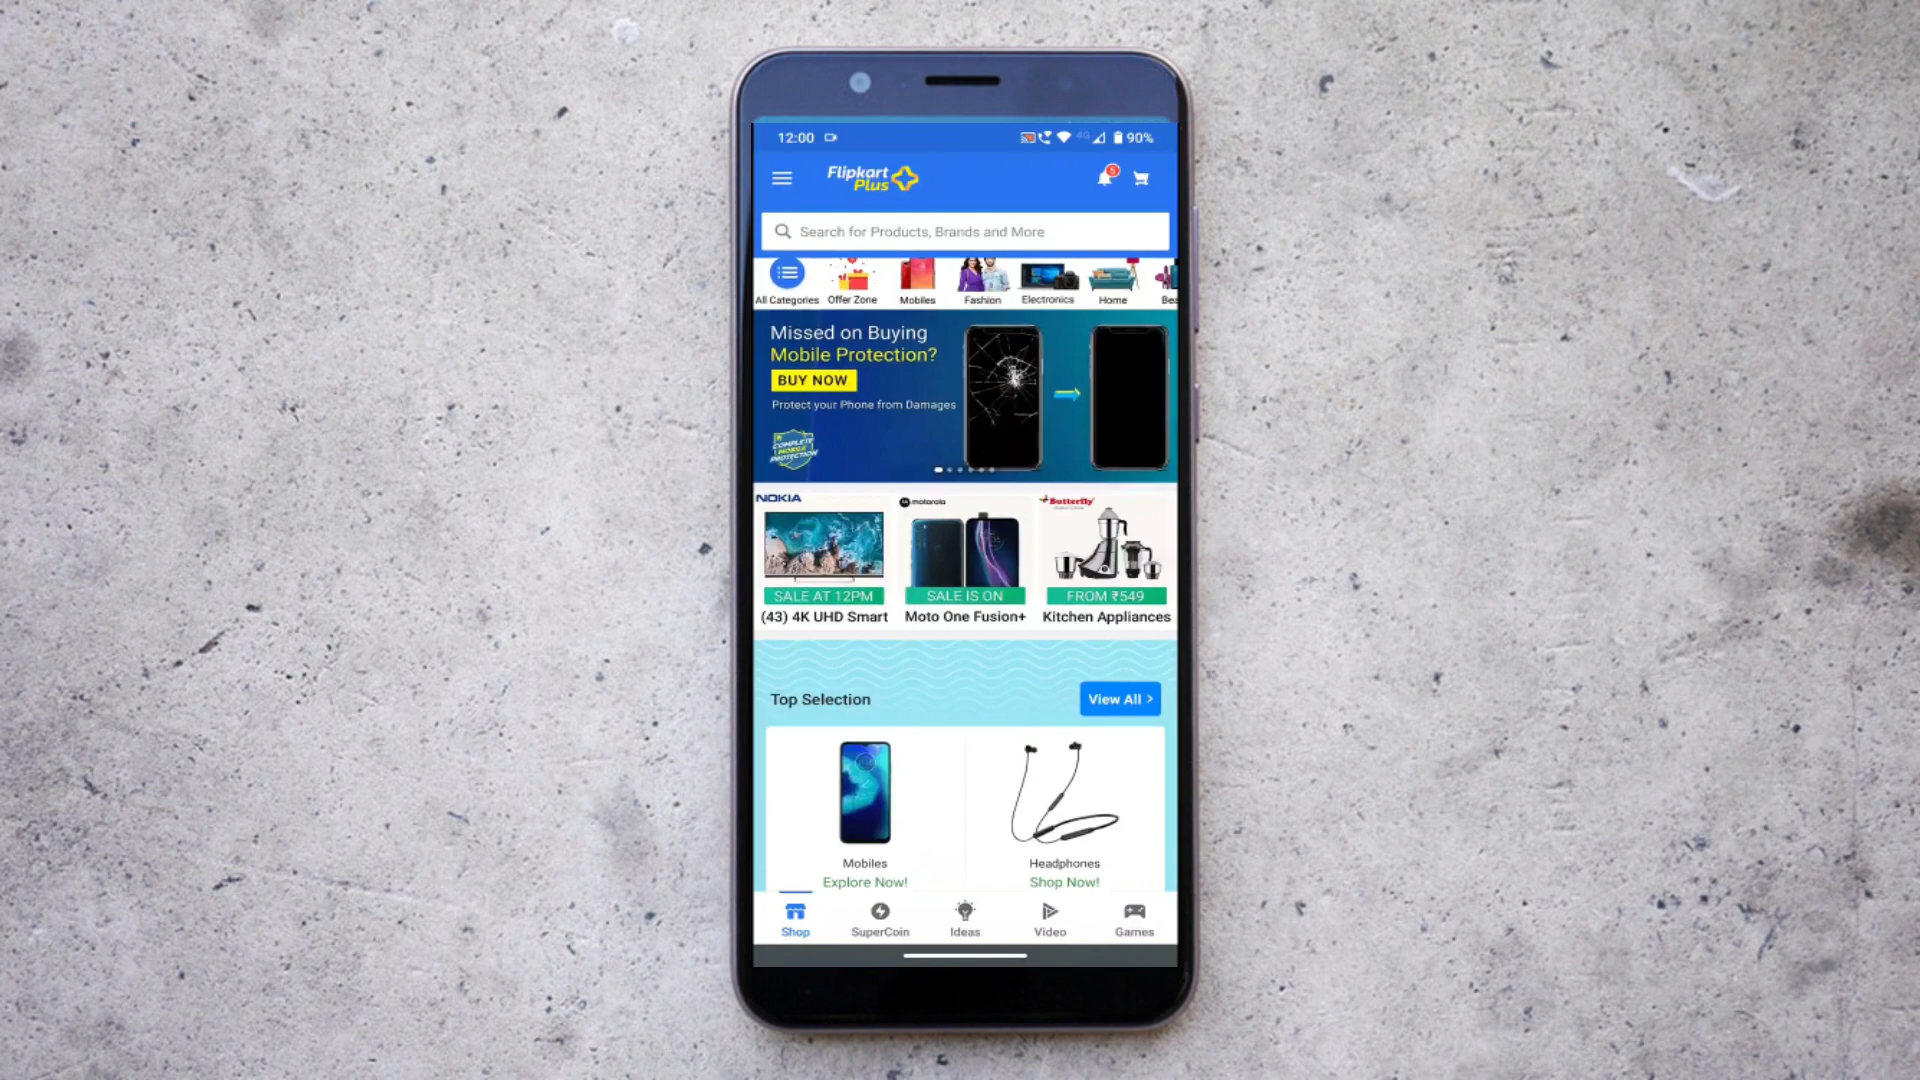 12:00
4G
90%
Flipkart
Plus
5
Search for Products, Brands and More
All Categories
Offer Zone
Mobiles
Fashion
Electronics
Home
Bea
Missed on Buying
Mobile Protection?
BUY NOW
Protect your Phone from Damages
COMPLETE
MOBILE
PROTECTION
NOKIA
motorola
Butterfly
SALE AT 12PM
SALE IS ON
FROM ₹549
(43) 4K UHD Smart
Moto One Fusion+
Kitchen Appliances
Top Selection
View All >
Mobiles
Headphones
Explore Now!
Shop Now!
Shop
SuperCoin
Ideas
Video
Games